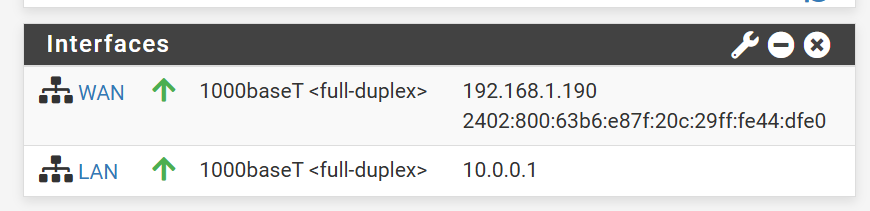 Interfaces
WAN 1000baseT <full-duplex> 192.168.1.190
2402:800:63b6:e87f:20c:29ff:fe44:dfe0
LAN 1000baseT <full-duplex> 10.0.0.1